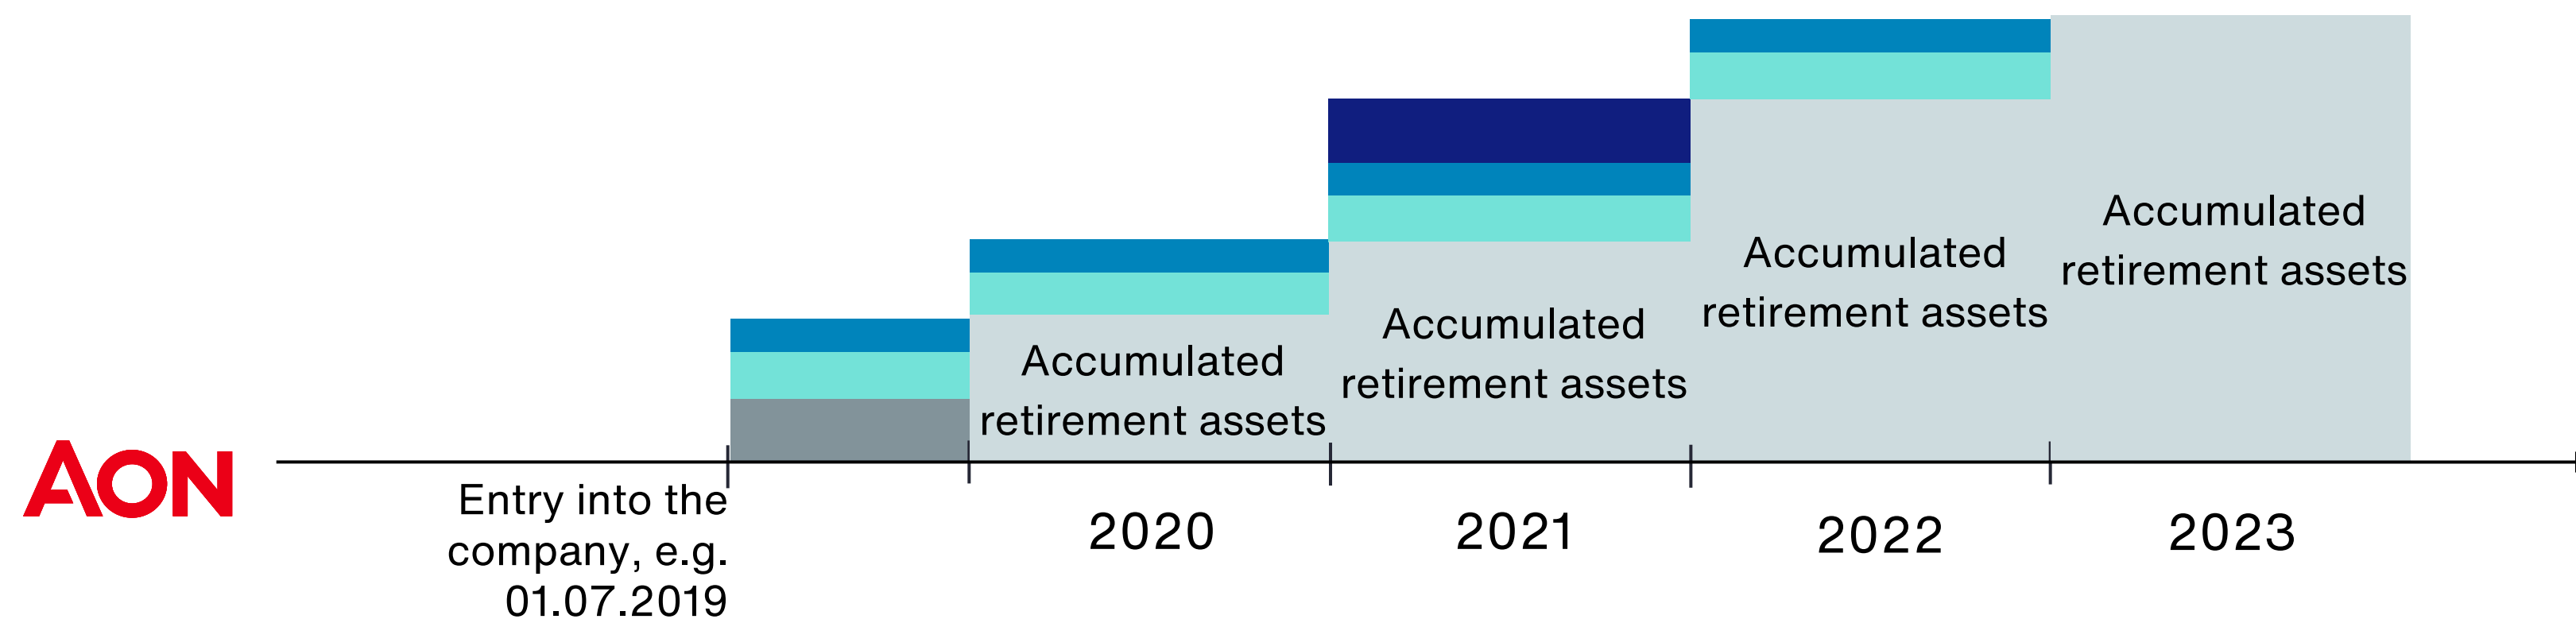 Accumulated
retirement assets
Accumulated
retirement assets
Accumulated
retirement assets
Accumulated
retirement assets
AON
Entry into the
company, e.g.
01.07.2019
2020
2021
2022
2023